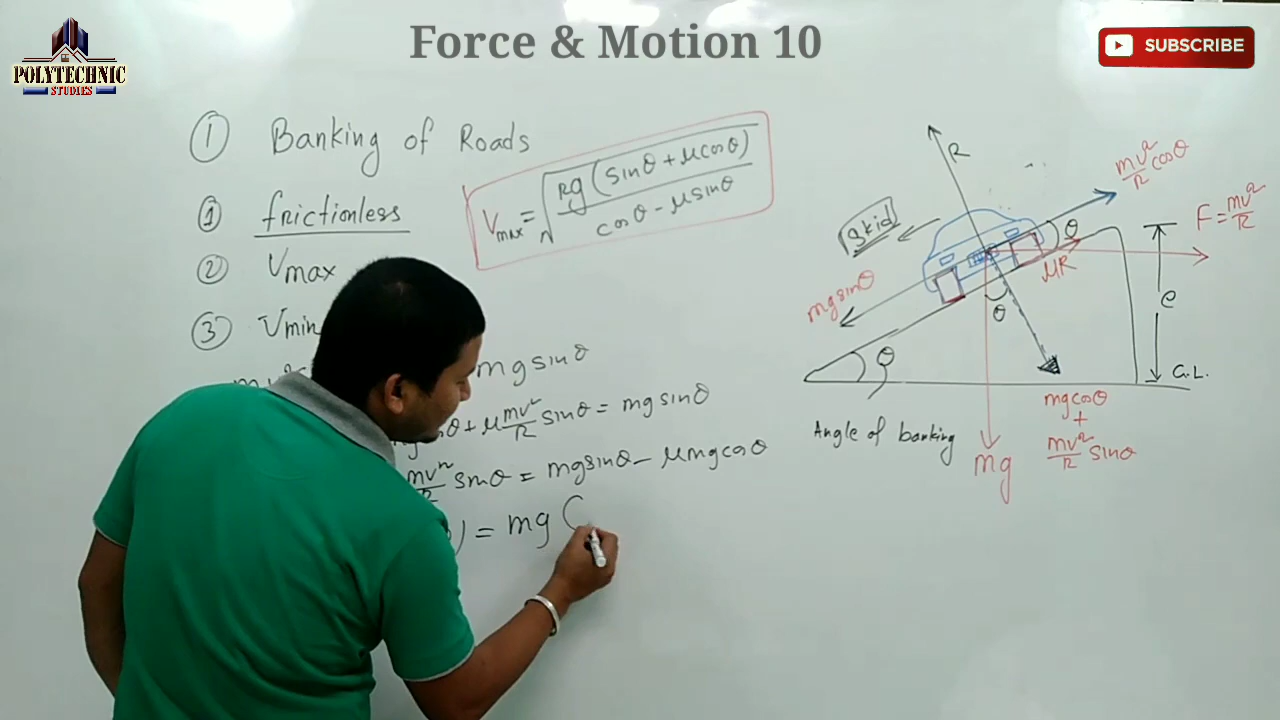 Force & Motion 10
POLYTECHNIC
STUDIES
SUBSCRIBE
① Banking of Roads
① frictionless
② Vmax
③ Vmin
Vmax = √(Rg (sinθ + μcosθ) / cosθ - μsinθ)
mgsinθ
sinθ + μ mv²/R sinθ = mgsinθ
mv²/R sinθ = mgsinθ - μmgcosθ
) = mg (
R
mv²/R cosθ
F = mv²/R
Skid
θ
μR
mgsinθ
θ
e
θ
G.L.
Angle of banking
mg
mgcosθ
+
mv²/R sinθ